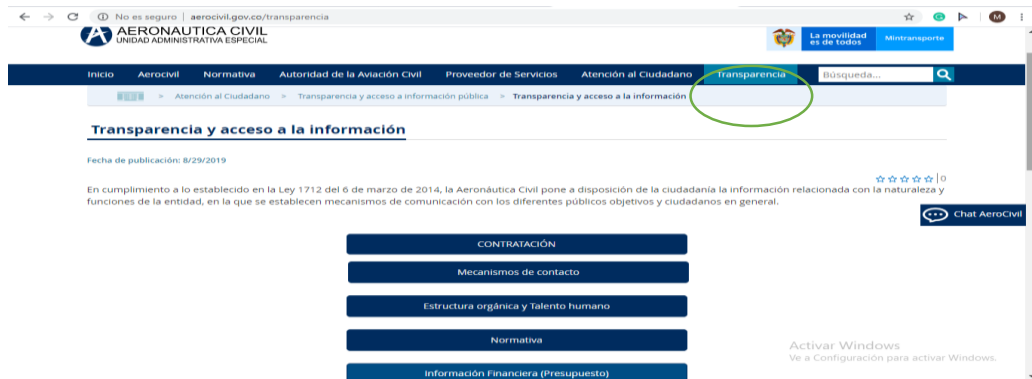 No es seguro | aerocivil.gov.co/transparencia
M
AERONAUTICA CIVIL
UNIDAD ADMINISTRATIVA ESPECIAL
La movilidad
es de todos
Mintransporte
Inicio Aerocivil Normativa Autoridad de la Aviación Civil Proveedor de Servicios Atención al Ciudadano Transparencia Búsqueda...
> Atención al Ciudadano > Transparencia y acceso a información pública > Transparencia y acceso a la información
Transparencia y acceso a la información
Fecha de publicación: 8/29/2019
0
En cumplimiento a lo establecido en la Ley 1712 del 6 de marzo de 2014, la Aeronáutica Civil pone a disposición de la ciudadanía la información relacionada con la naturaleza y
funciones de la entidad, en la que se establecen mecanismos de comunicación con los diferentes públicos objetivos y ciudadanos en general.
Chat AeroCivil
CONTRATACIÓN
Mecanismos de contacto
Estructura orgánica y Talento humano
Normativa
Activar Windows
Ve a Configuración para activar Windows.
Información Financiera (Presupuesto)